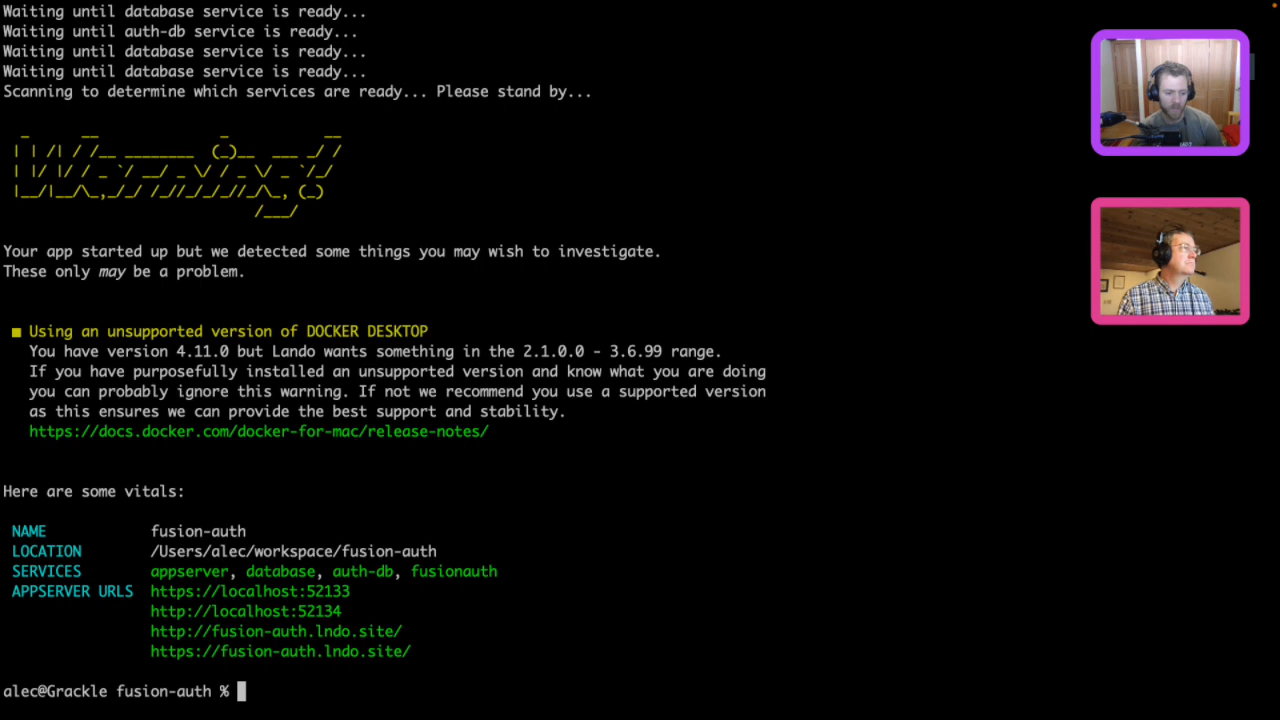 Waiting until database service is ready...
Waiting until auth-db service is ready...
Waiting until database service is ready...
Waiting until database service is ready...
Scanning to determine which services are ready... Please stand by...
Warning!
Your app started up but we detected some things you may wish to investigate.
These only may be a problem.
■ Using an unsupported version of DOCKER DESKTOP
You have version 4.11.0 but Lando wants something in the 2.1.0.0 - 3.6.99 range.
If you have purposefully installed an unsupported version and know what you are doing
you can probably ignore this warning. If not we recommend you use a supported version
as this ensures we can provide the best support and stability.
https://docs.docker.com/docker-for-mac/release-notes/
Here are some vitals:
NAME fusion-auth
LOCATION /Users/alec/workspace/fusion-auth
SERVICES appserver, database, auth-db, fusionauth
APPSERVER URLS https://localhost:52133
http://localhost:52134
http://fusion-auth.lndo.site/
https://fusion-auth.lndo.site/
alec@Grackle fusion-auth %